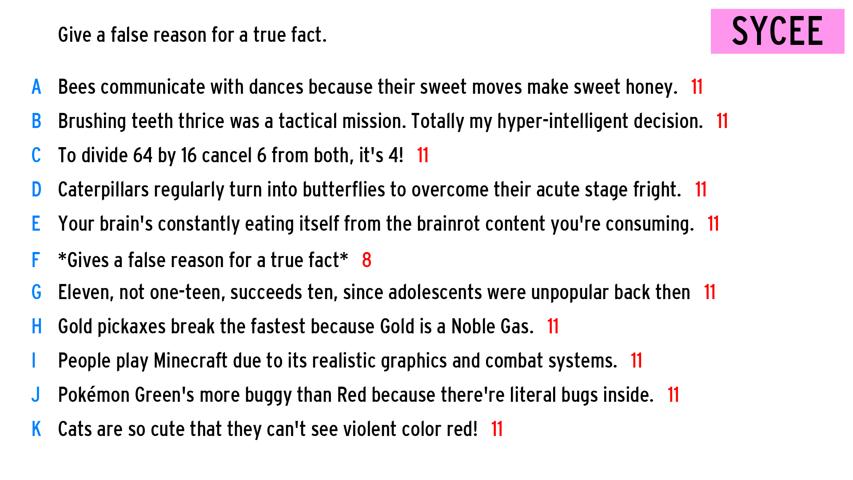 Give a false reason for a true fact.
SYCEE
A Bees communicate with dances because their sweet moves make sweet honey. 11
B Brushing teeth thrice was a tactical mission. Totally my hyper-intelligent decision. 11
C To divide 64 by 16 cancel 6 from both, it's 4! 11
D Caterpillars regularly turn into butterflies to overcome their acute stage fright. 11
E Your brain's constantly eating itself from the brainrot content you're consuming. 11
F *Gives a false reason for a true fact* 8
G Eleven, not one-teen, succeeds ten, since adolescents were unpopular back then 11
H Gold pickaxes break the fastest because Gold is a Noble Gas. 11
I People play Minecraft due to its realistic graphics and combat systems. 11
J Pokémon Green's more buggy than Red because there're literal bugs inside. 11
K Cats are so cute that they can't see violent color red! 11